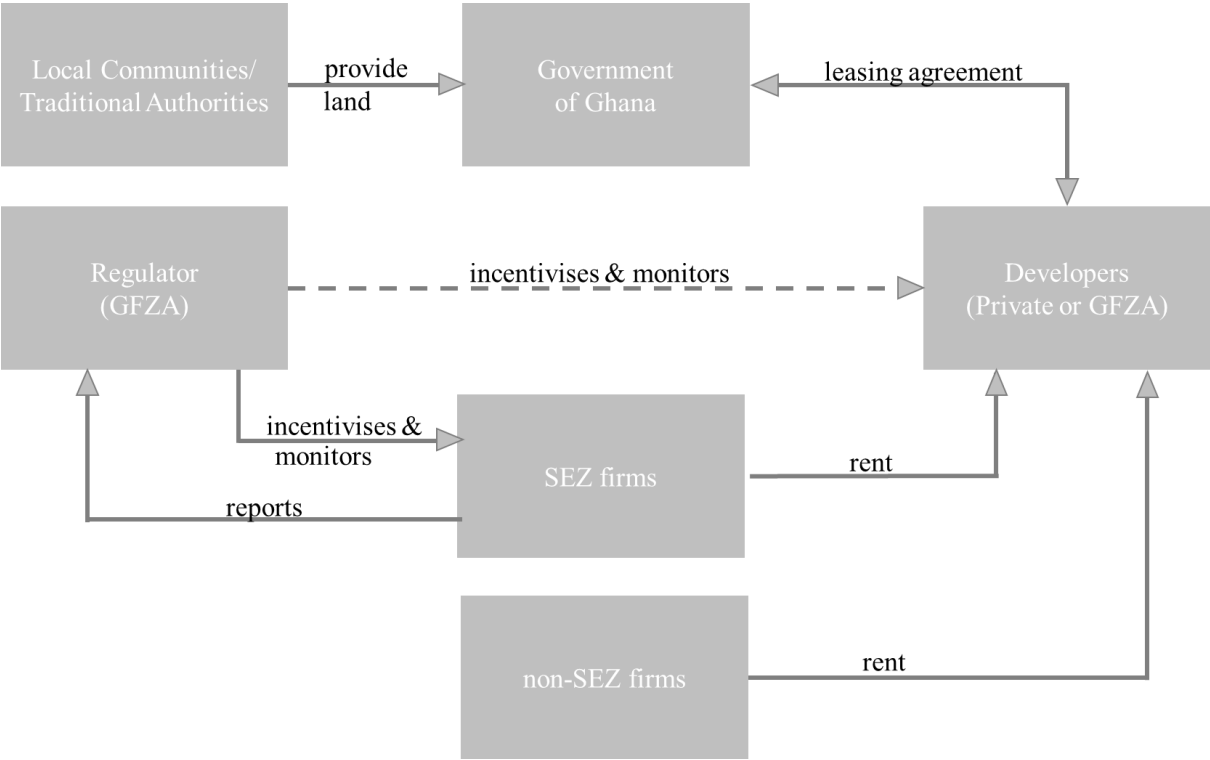 Local Communities/
Traditional Authorities
provide
land
Government
of Ghana
leasing agreement
Regulator
(GFZA)
incentivises & monitors
Developers
(Private or GFZA)
incentivises &
monitors
SEZ firms
rent
reports
non-SEZ firms
rent